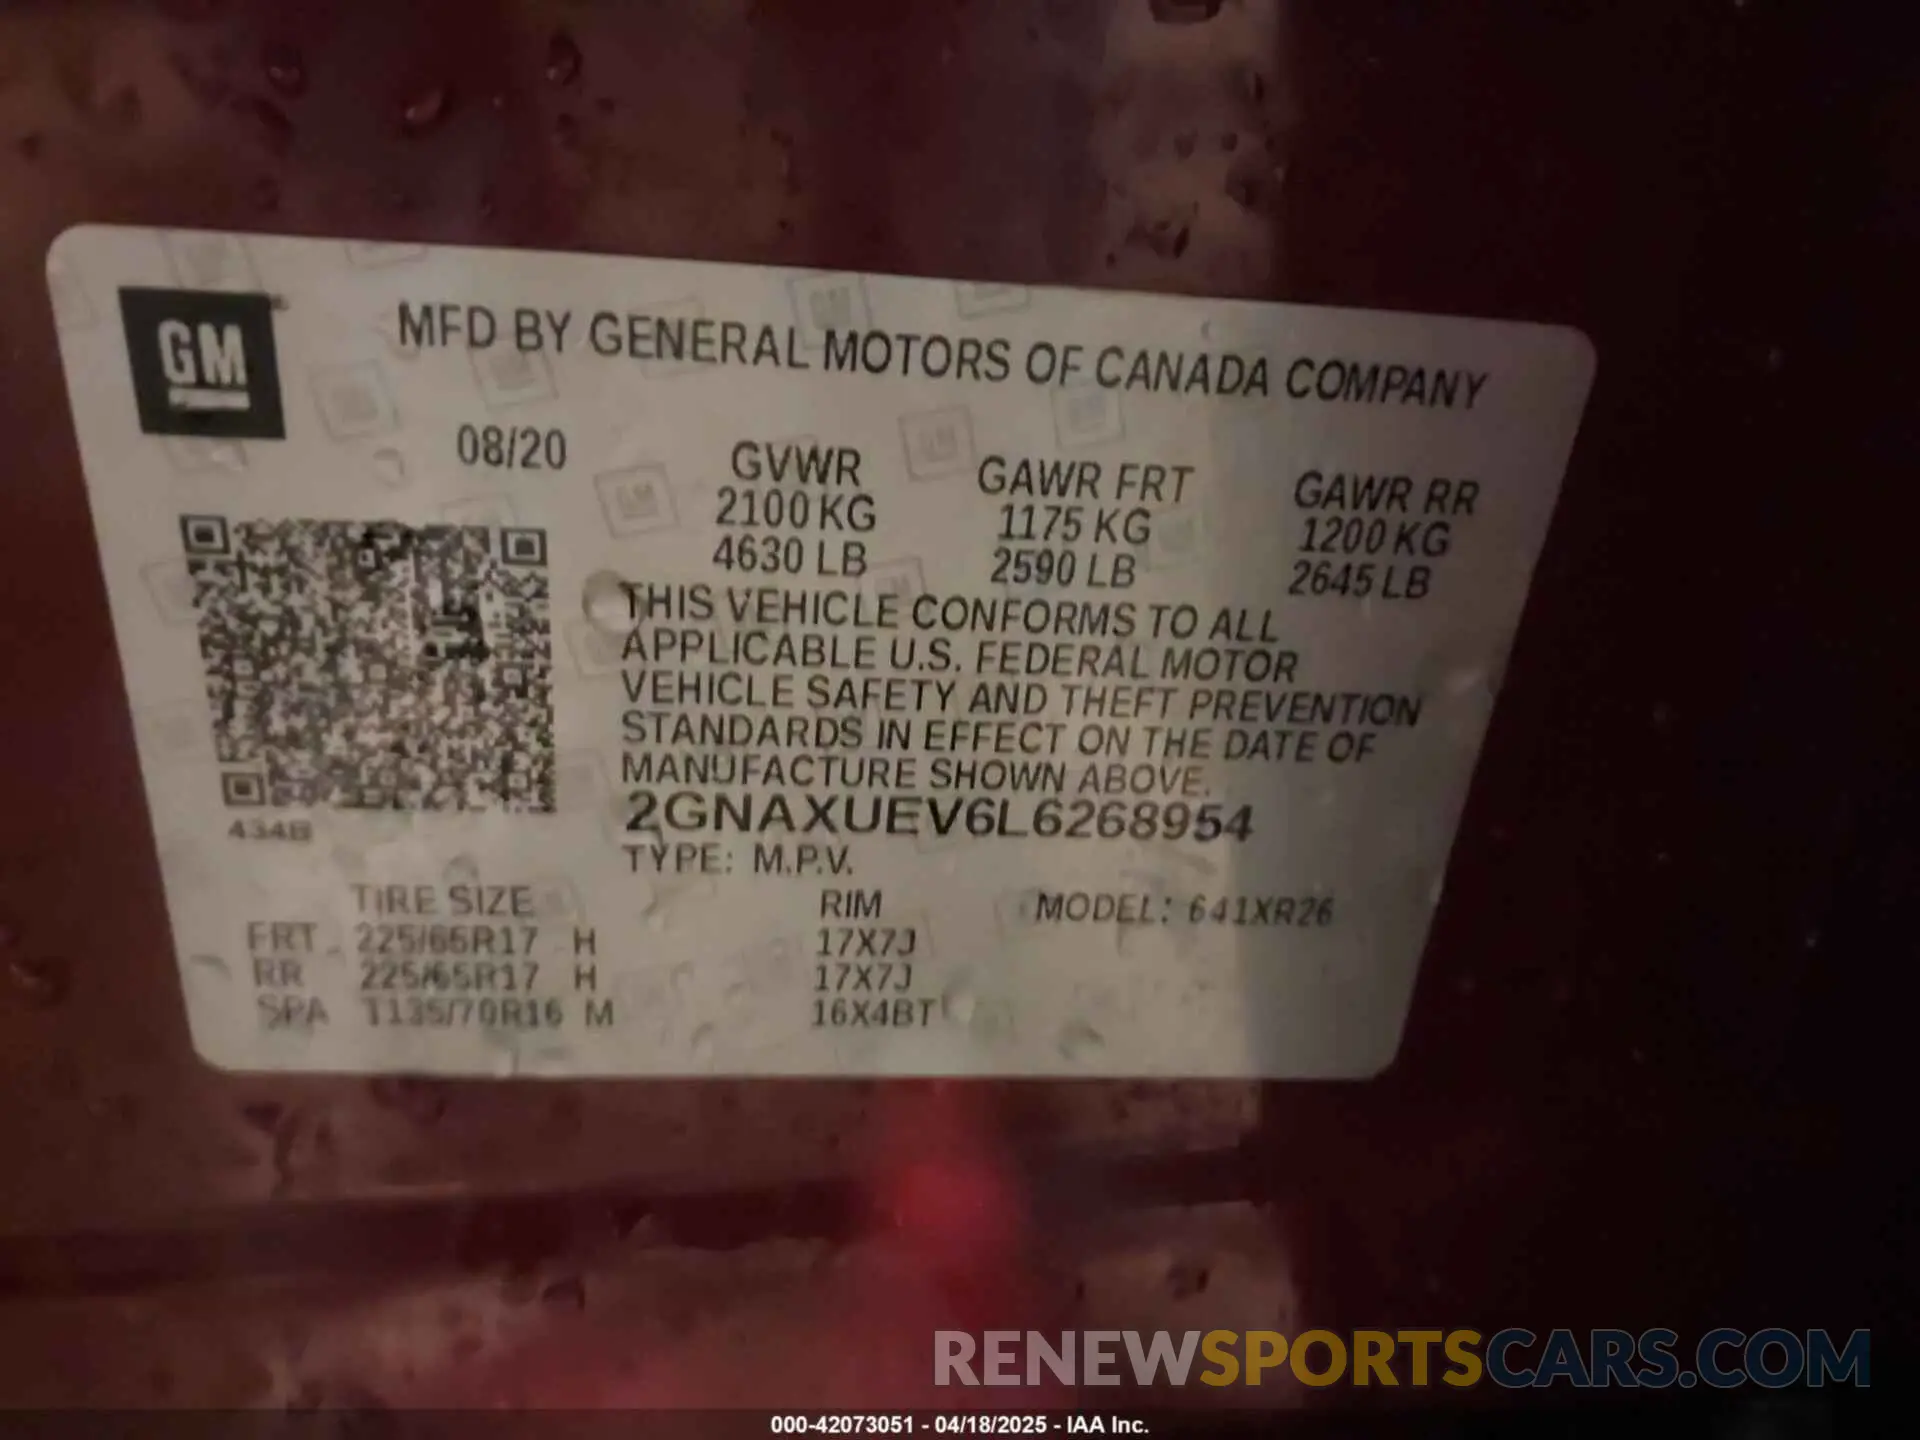 GM
MFD BY GENERAL MOTORS OF CANADA COMPANY
08/20
GVWR GAWR FRT GAWR RR
2100 KG 1175 KG 1200 KG
4630 LB 2590 LB 2645 LB
THIS VEHICLE CONFORMS TO ALL
APPLICABLE U.S. FEDERAL MOTOR
VEHICLE SAFETY AND THEFT PREVENTION
STANDARDS IN EFFECT ON THE DATE OF
MANUFACTURE SHOWN ABOVE.
2GNAXUEV6L6268954
434B
TYPE: M.P.V.
TIRE SIZE RIM MODEL: 641XR26
FRT 225/65R17 H 17X7J
RR 225/65R17 H 17X7J
SPA T135/70R16 M 16X4BT
RENEWSPORTSCARS.COM
000-42073051 - 04/18/2025 - IAA Inc.